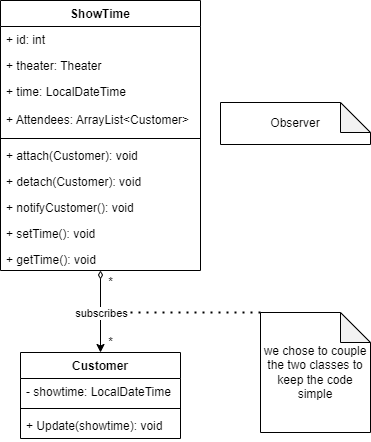 ShowTime
+ id: int
+ theater: Theater
+ time: LocalDateTime
+ Attendees: ArrayList<Customer>
+ attach(Customer): void
+ detach(Customer): void
+ notifyCustomer(): void
+ setTime(): void
+ getTime(): void
Observer
*
subscribes
*
we chose to couple
the two classes to
keep the code
simple
Customer
- showtime: LocalDateTime
+ Update(showtime): void